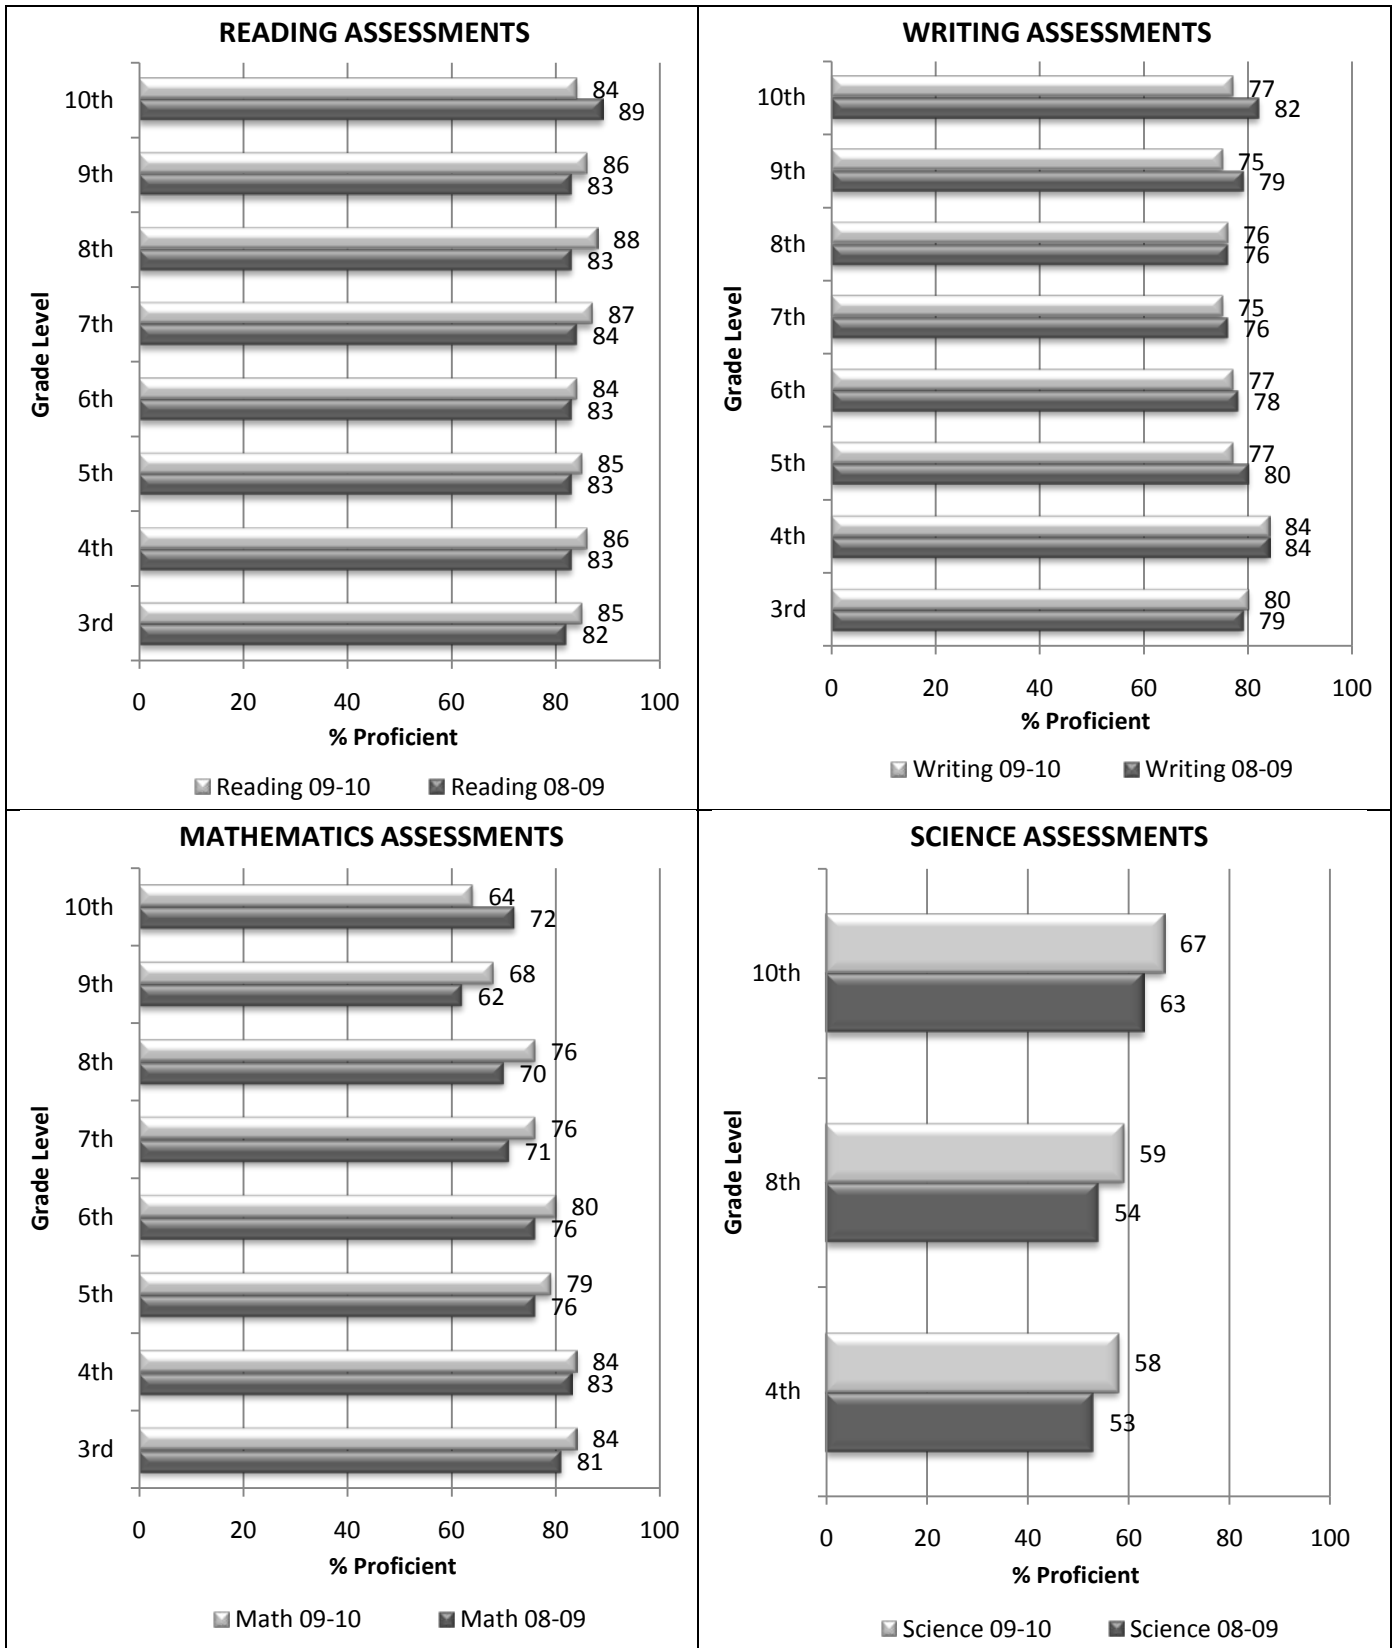 READING ASSESSMENTS
Grade Level
10th
84
89
9th
86
83
8th
88
83
7th
87
84
6th
84
83
5th
85
83
4th
86
83
3rd
85
82
0 20 40 60 80 100
% Proficient
Reading 09-10 Reading 08-09
WRITING ASSESSMENTS
Grade Level
10th
77
82
9th
75
79
8th
76
76
7th
75
76
6th
77
78
5th
77
80
4th
84
84
3rd
80
79
0 20 40 60 80 100
% Proficient
Writing 09-10 Writing 08-09
MATHEMATICS ASSESSMENTS
Grade Level
10th
64
72
9th
68
62
8th
76
70
7th
76
71
6th
80
76
5th
79
76
4th
84
83
3rd
84
81
0 20 40 60 80 100
% Proficient
Math 09-10 Math 08-09
SCIENCE ASSESSMENTS
Grade Level
10th
67
63
8th
59
54
4th
58
53
0 20 40 60 80 100
% Proficient
Science 09-10 Science 08-09